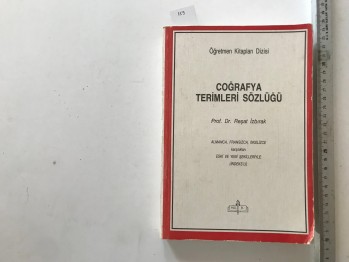 Öğretmen Kitapları Dizisi
COĞRAFYA
TERİMLERİ SÖZLÜĞÜ
Prof. Dr. Reşat İzbırak
ALMANCA, FRANSIZCA, İNGİLİZCE
karşılıkları
ESKİ VE YENİ ŞEKİLLERİYLE